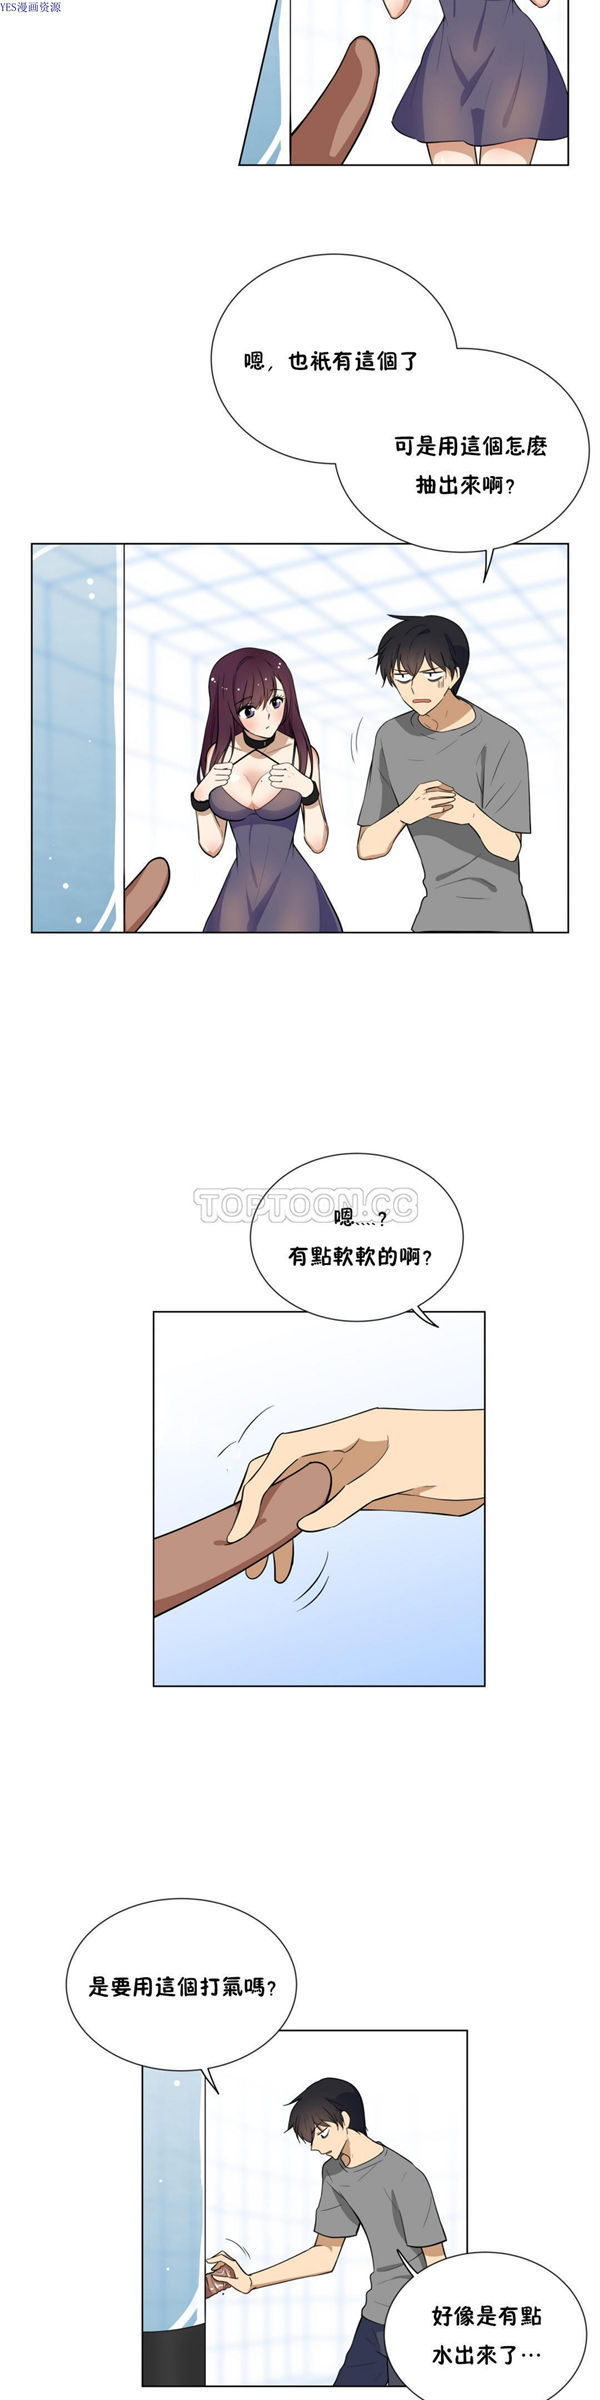 YES漫画资源
嗯，也衹有這個了
可是用這個怎麽
抽出來啊?
TOPTOON.CC
嗯....?
有點軟軟的啊?
是要用這個打氣嗎?
好像是有點
水出來了…